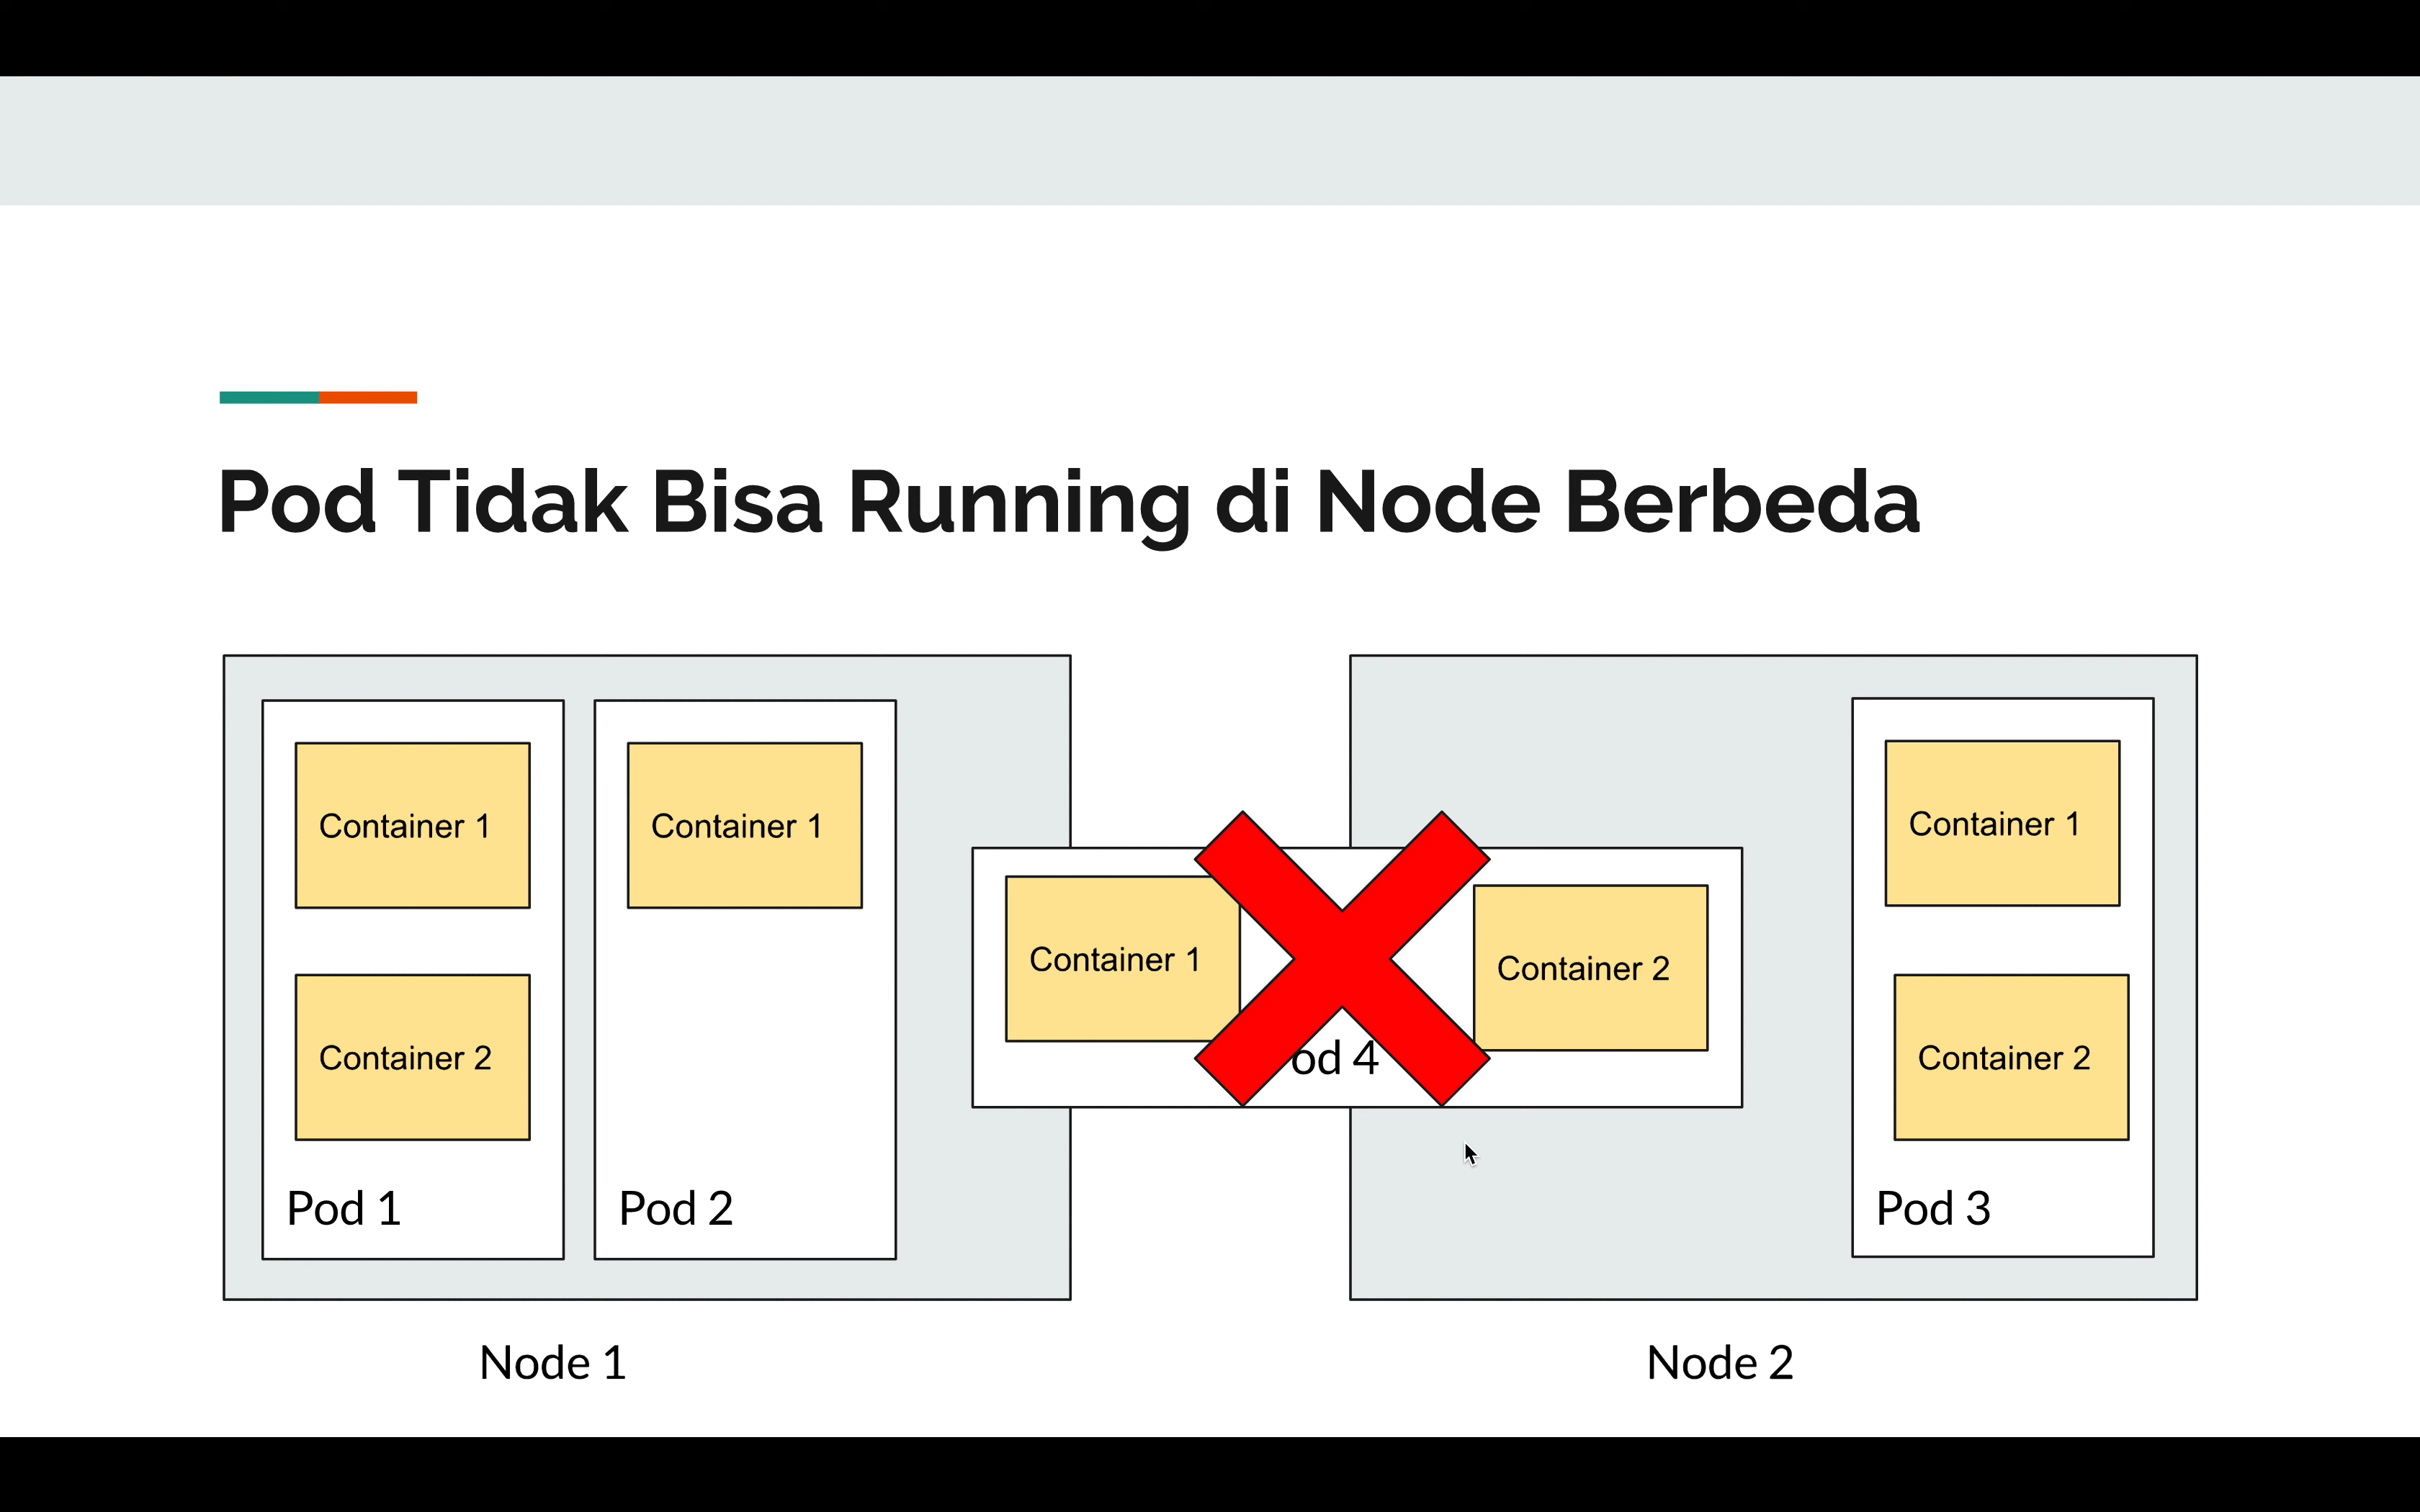 Pod Tidak Bisa Running di Node Berbeda
Container 1
Container 2
Pod 1
Container 1
Pod 2
Container 1
Container 2
od 4
Container 1
Container 2
Pod 3
Node 1
Node 2